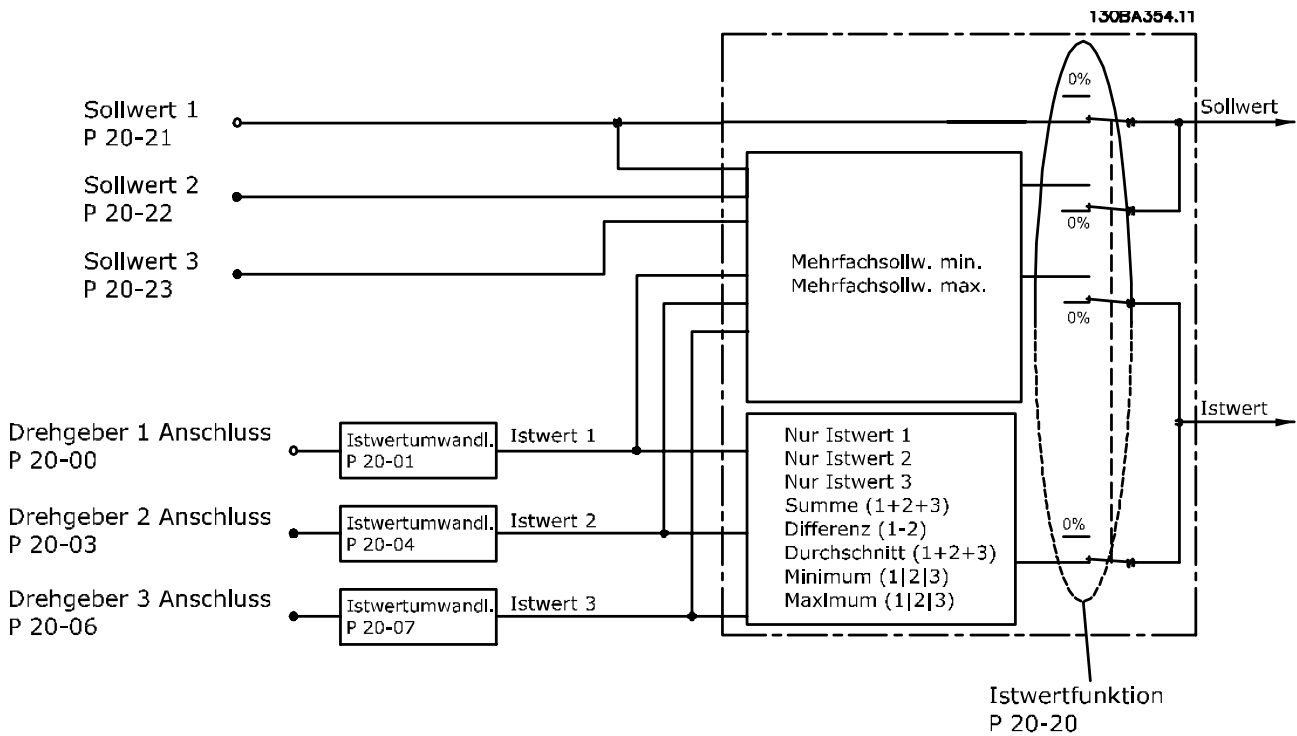 130BA354.11
0%
Sollwert 1
P 20-21
Sollwert
Sollwert 2
P 20-22
0%
Sollwert 3
P 20-23
Mehrfachsollw. min.
Mehrfachsollw. max.
0%
Istwert
Drehgeber 1 Anschluss
P 20-00
Istwertumwandl.
P 20-01
Istwert 1
Drehgeber 2 Anschluss
P 20-03
Istwertumwandl.
P 20-04
Istwert 2
Drehgeber 3 Anschluss
P 20-06
Istwertumwandl.
P 20-07
Istwert 3
Nur Istwert 1
Nur Istwert 2
Nur Istwert 3
Summe (1+2+3)
Differenz (1-2)
Durchschnitt (1+2+3)
Minimum (1|2|3)
MaxImum (1|2|3)
0%
Istwertfunktion
P 20-20